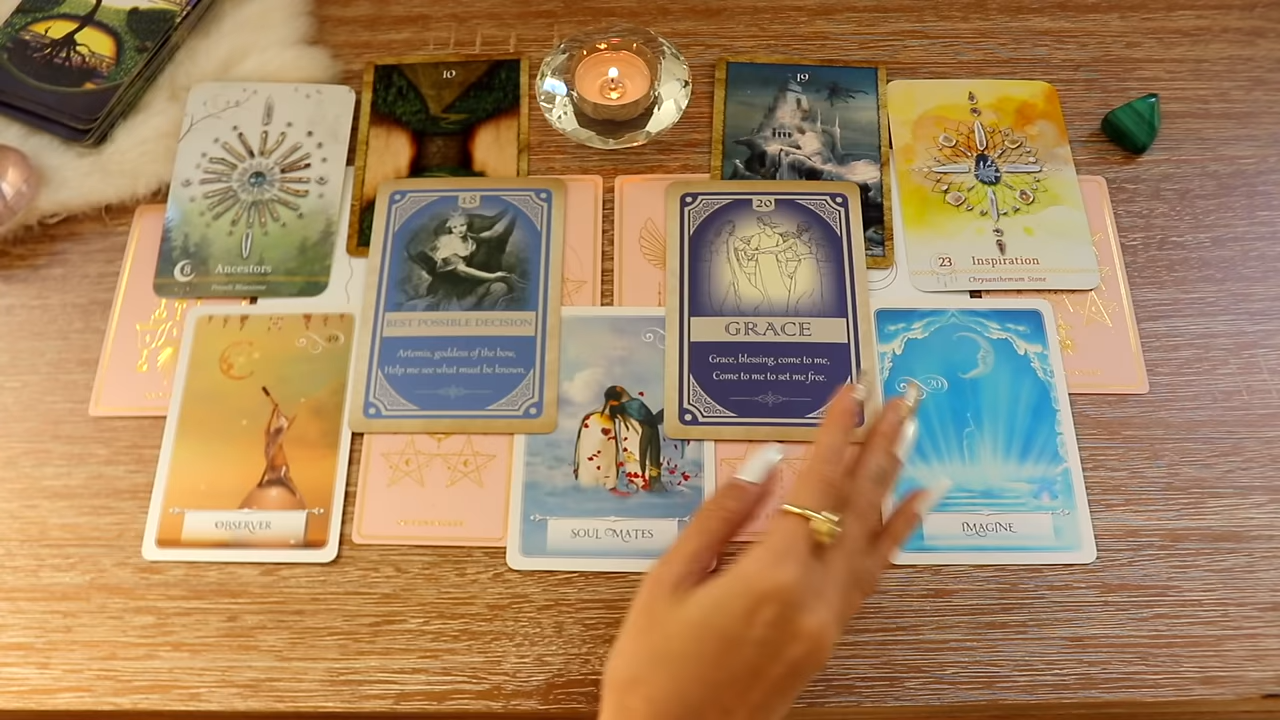 10
19
18
BEST POSSIBLE DECISION
Artemis, goddess of the bow,
Help me see what must be known.
20
GRACE
Grace, blessing, come to me,
Come to me to set me free.
8
Ancestors
23
Inspiration
Chrysanthemum Stone
49
OBSERVER
SOUL MATES
20
IMAGINE